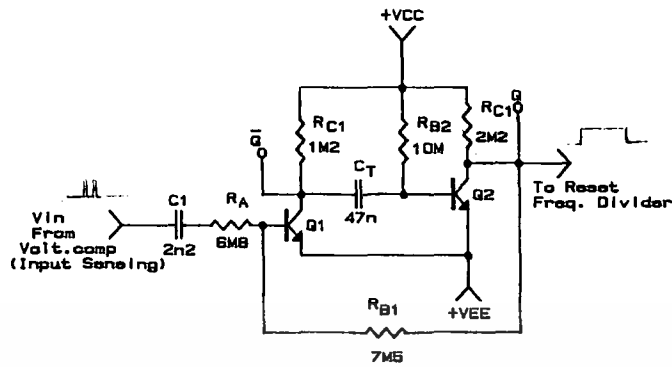 +VCC
Q
RC1
1M2
RB2
10M
RC1
2M2
Q
CT
47n
Q1
Q2
C1
2n2
RA
6M8
Vin
From
Volt.comp
(Input Sensing)
To Reset
Freq. Divider
+VEE
RB1
7M5